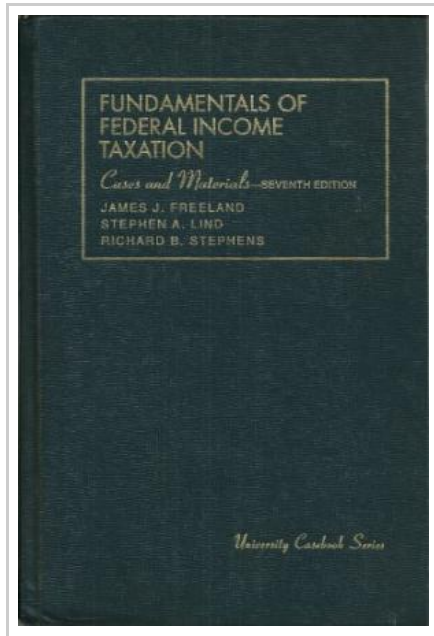 FUNDAMENTALS OF
FEDERAL INCOME
TAXATION
Cases and Materials—SEVENTH EDITION
JAMES J. FREELAND
STEPHEN A. LIND
RICHARD B. STEPHENS
University Casebook Series